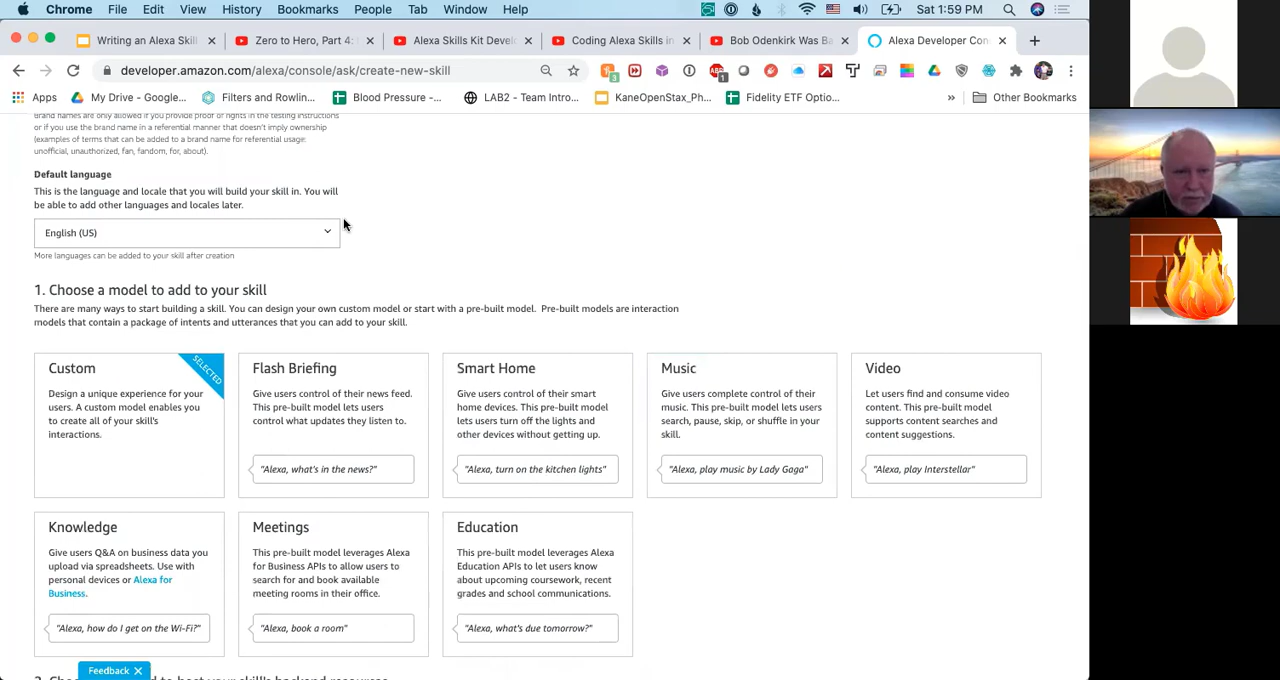 Chrome File Edit View History Bookmarks People Tab Window Help Sat 1:59 PM
Writing an Alexa Skill Zero to Hero, Part 4: Alexa Skills Kit Develo Coding Alexa Skills in Bob Odenkirk Was Ba Alexa Developer Con
developer.amazon.com/alexa/console/ask/create-new-skill
Apps My Drive - Google... Filters and Rowlin... Blood Pressure -... LAB2 - Team Intro... KaneOpenStax_Ph... Fidelity ETF Optio... » Other Bookmarks
Brand names are only allowed if you provide proof of rights in the testing instructions
or if you use the brand name in a referential manner that doesn't imply ownership
(examples of terms that can be added to a brand name for referential usage:
unofficial, unauthorized, fan, fandom, for, about).
Default language
This is the language and locale that you will build your skill in. You will
be able to add other languages and locales later.
English (US)
More languages can be added to your skill after creation
1. Choose a model to add to your skill
There are many ways to start building a skill. You can design your own custom model or start with a pre-built model. Pre-built models are interaction
models that contain a package of intents and utterances that you can add to your skill.
Custom
SELECTED
Design a unique experience for your
users. A custom model enables you
to create all of your skill's
interactions.
Flash Briefing
Give users control of their news feed.
This pre-built model lets users
control what updates they listen to.
"Alexa, what's in the news?"
Smart Home
Give users control of their smart
home devices. This pre-built model
lets users turn off the lights and
other devices without getting up.
"Alexa, turn on the kitchen lights"
Music
Give users complete control of their
music. This pre-built model lets users
search, pause, skip, or shuffle in your
skill.
"Alexa, play music by Lady Gaga"
Video
Let users find and consume video
content. This pre-built model
supports content searches and
content suggestions.
"Alexa, play Interstellar"
Knowledge
Give users Q&A on business data you
upload via spreadsheets. Use with
personal devices or Alexa for
Business.
"Alexa, how do I get on the Wi-Fi?"
Meetings
This pre-built model leverages Alexa
for Business APIs to allow users to
search for and book available
meeting rooms in their office.
"Alexa, book a room"
Education
This pre-built model leverages Alexa
Education APIs to let users know
about upcoming coursework, recent
grades and school communications.
"Alexa, what's due tomorrow?"
Feedback
to host your skill's backend resources